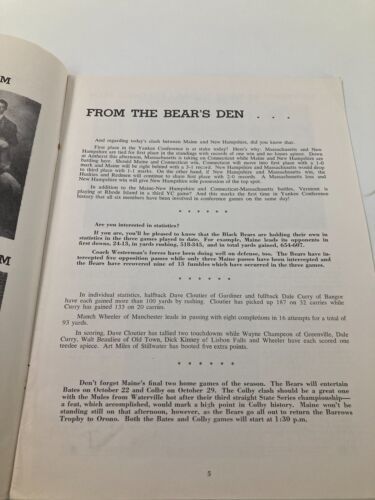 M
M
FROM THE BEAR'S DEN . . .
And regarding today's clash between Maine and New Hampshire, did you know that:
First place in the Yankee Conference is at stake today? Here's why: Massachusetts and New
Hampshire are tied for first place in the standings with records of one win and no losses apiece. Down
at Amherst this afternoon, Massachusetts is taking on Connecticut while Maine and New Hampshire are
battling here. Should Maine and Connecticut win, Connecticut will move into first place with a 1-0
mark and Maine will be right behind with a 2-1 record. New Hampshire and Massachusetts would drop
to third place with 1-1 marks. On the other hand, if New Hampshire and Massachusetts win, the
Huskies and Redmen will continue to share first place with 2-0 records. A Massachusetts loss and
New Hampshire win will give New Hampshire sole possession of the top spot.
In addition to the Maine-New Hampshire and Connecticut-Massachusetts battles, Vermont is
playing at Rhode Island in a third YC game! And this marks the first time in Yankee Conference
history that all six members have been involved in conference games on the same day!
* * * * * *
Are you interested in statistics?
If you are, you'll be pleased to know that the Black Bears are holding their own in
statistics in the three games played to date. For example, Maine leads its opponents in
first downs, 24-13, in yards rushing, 518-545, and in total yards gained, 654-607.
Coach Westerman's forces have been doing well on defense, too. The Bears have in-
tercepted five opposition passes while only three Maine passes have been intercepted and
the Bears have recovered nine of 15 fumbles which have occurred in the three games.
* * * * * *
In individual statistics, halfback Dave Cloutier of Gardiner and fullback Dale Curry of Bangor
have each gained more than 100 yards by rushing. Cloutier has picked up 167 on 32 carries while
Curry has gained 133 on 20 carries.
Manch Wheeler of Manchester leads in passing with eight completions in 16 attempts for a total of
93 yards.
In scoring, Dave Cloutier has tallied two touchdowns while Wayne Champeon of Greenville, Dale
Curry, Walt Beaulieu of Old Town, Dick Kinney of Lisbon Falls and Wheeler have each scored one
teedee apiece. Art Miles of Stillwater has booted five extra points.
* * * * * *
Don't forget Maine's final two home games of the season. The Bears will entertain
Bates on October 22 and Colby on October 29. The Colby clash should be a great one
with the Mules from Waterville hot after their third straight State Series championship—
a feat, which accomplished, would mark a high point in Colby history. Maine won't be
standing still on that afternoon, however, as the Bears go all out to return the Burrows
Trophy to Orono. Both the Bates and Colby games will start at 1:30 p.m.
5